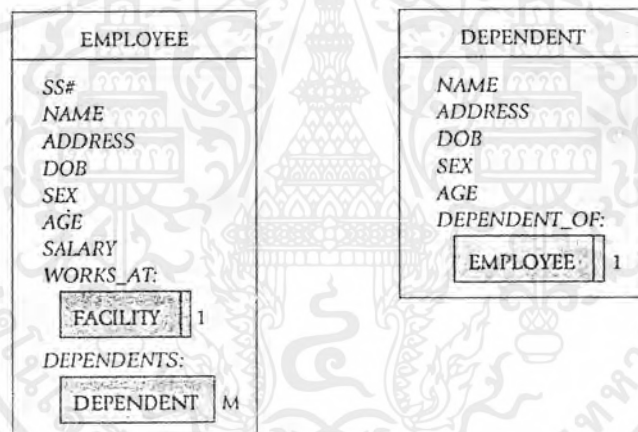 EMPLOYEE
SS#
NAME
ADDRESS
DOB
SEX
AGE
SALARY
WORKS_AT:
FACILITY 1
DEPENDENTS:
DEPENDENT M
DEPENDENT
NAME
ADDRESS
DOB
SEX
AGE
DEPENDENT_OF:
EMPLOYEE 1